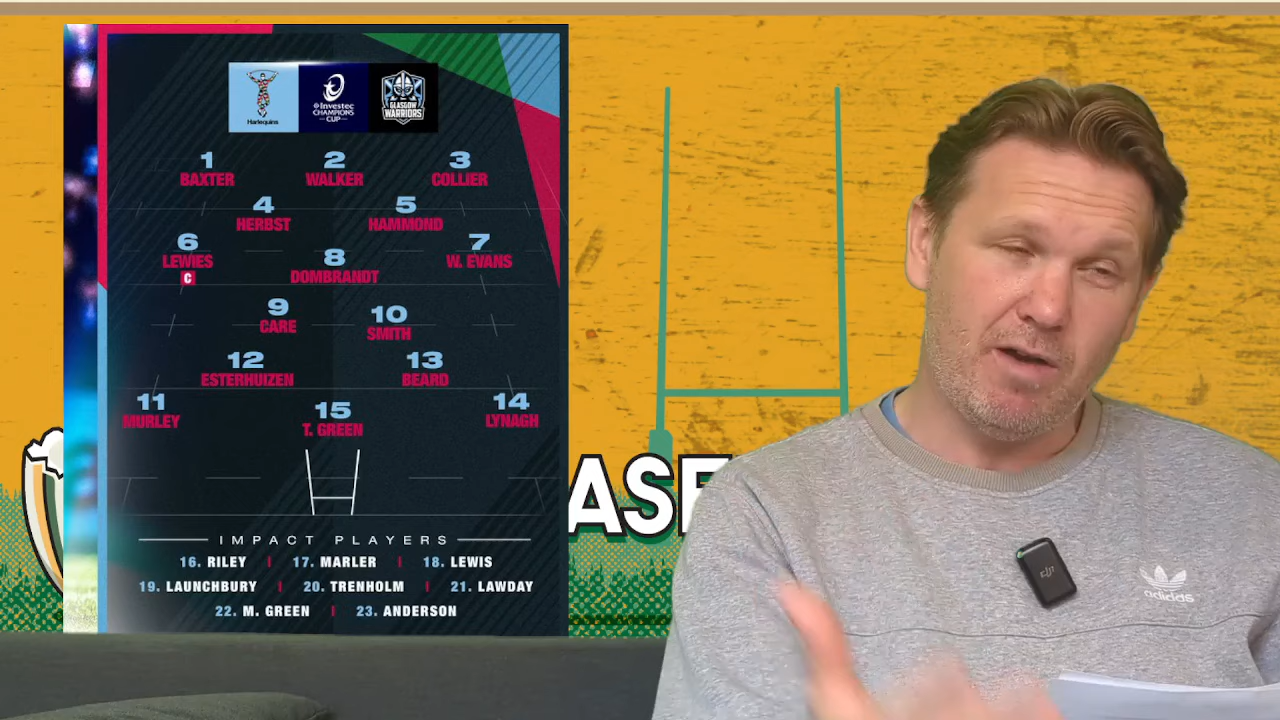 Harlequins
Investec
CHAMPIONS
CUP
GLASGOW
WARRIORS
1 2 3
BAXTER WALKER COLLIER
4 5
HERBST HAMMOND
6 8 7
LEWIES DOMBRANDT W. EVANS
C
9 10
CARE SMITH
12 13
ESTERHUIZEN BEARD
11 15 14
MURLEY T. GREEN LYNAGH
IMPACT PLAYERS
16. RILEY | 17. MARLER | 18. LEWIS
19. LAUNCHBURY | 20. TRENHOLM | 21. LAWDAY
22. M. GREEN | 23. ANDERSON
ASE
dji
adidas